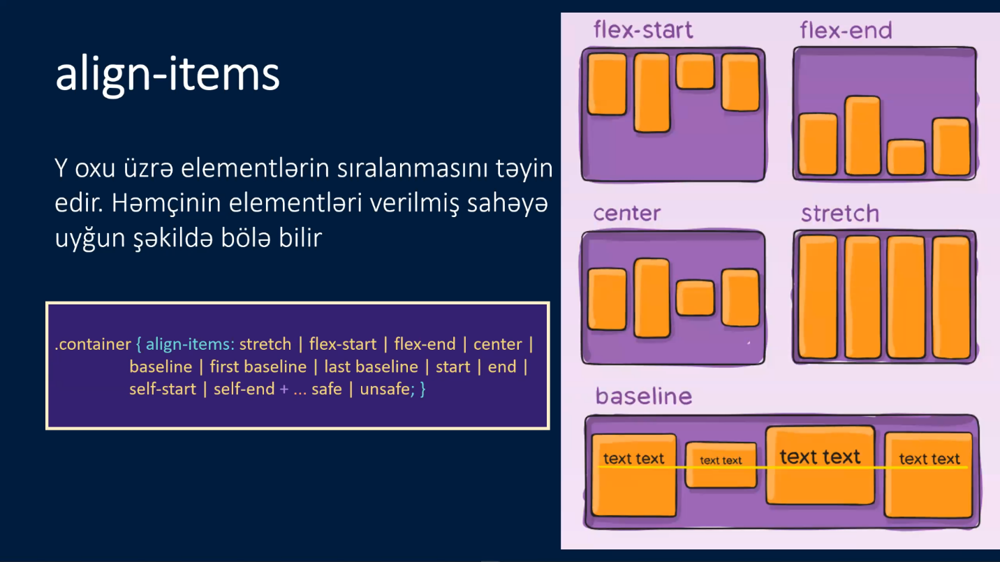 align-items
Y oxu üzrə elementlərin sıralanmasını təyin
edir. Həmçinin elementləri verilmiş sahəyə
uyğun şəkildə bölə bilir
.container { align-items: stretch | flex-start | flex-end | center |
baseline | first baseline | last baseline | start | end |
self-start | self-end + ... safe | unsafe; }
flex-start
flex-end
center
stretch
baseline
text text
text text
text text
text text